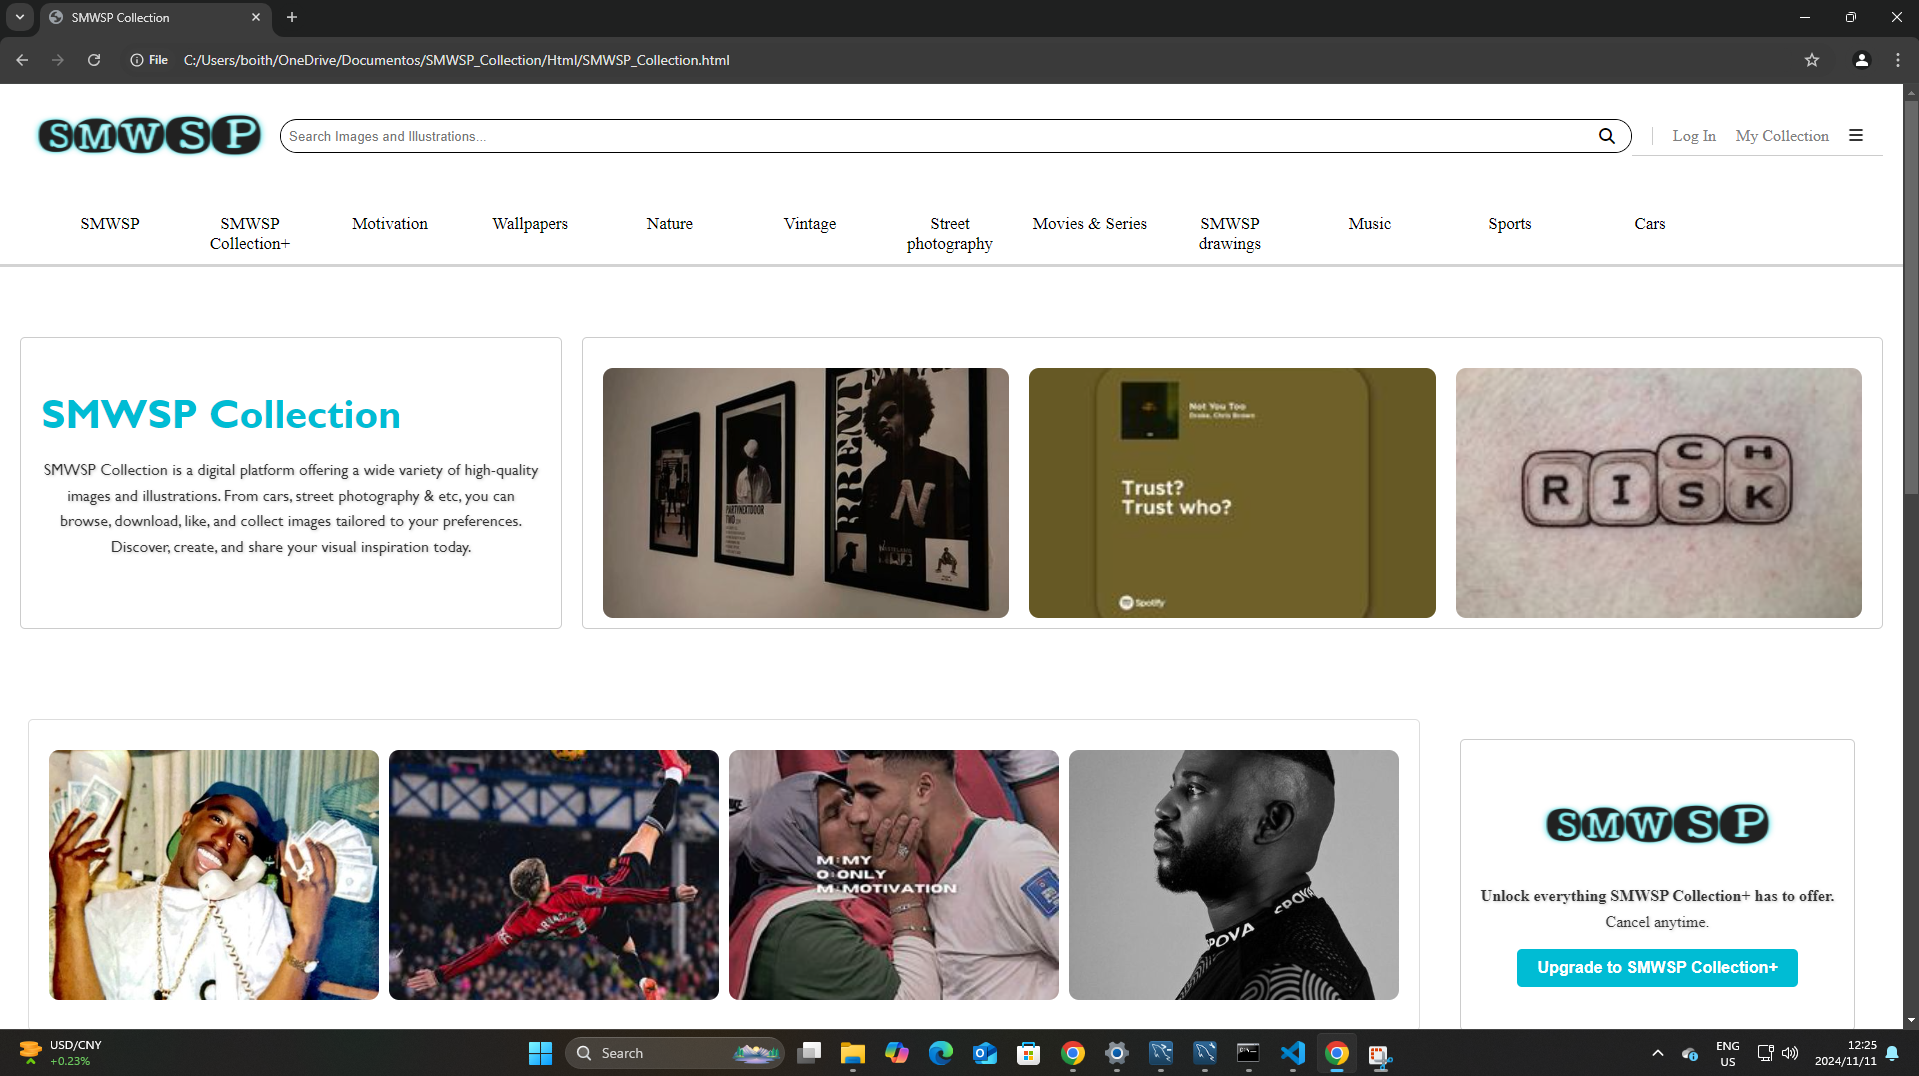 SMWSP Collection
File C:/Users/boith/OneDrive/Documentos/SMWSP_Collection/Html/SMWSP_Collection.html
SMWSP
Search Images and Illustrations...
Log In
My Collection
SMWSP
SMWSP
Collection+
Motivation
Wallpapers
Nature
Vintage
Street
photography
Movies & Series
SMWSP
drawings
Music
Sports
Cars
SMWSP Collection
SMWSP Collection is a digital platform offering a wide variety of high-quality
images and illustrations. From cars, street photography & etc, you can
browse, download, like, and collect images tailored to your preferences.
Discover, create, and share your visual inspiration today.
PARTYNEXTDOOR
TWO
N
Not You Too
Drake, Chris Brown
Trust?
Trust who?
Spotify
C H
R I S K
M:MY
O:ONLY
M:MOTIVATION
SPOVA
SMWSP
Unlock everything SMWSP Collection+ has to offer.
Cancel anytime.
Upgrade to SMWSP Collection+
USD/CNY
+0.23%
Search
ENG
US
12:25
2024/11/11